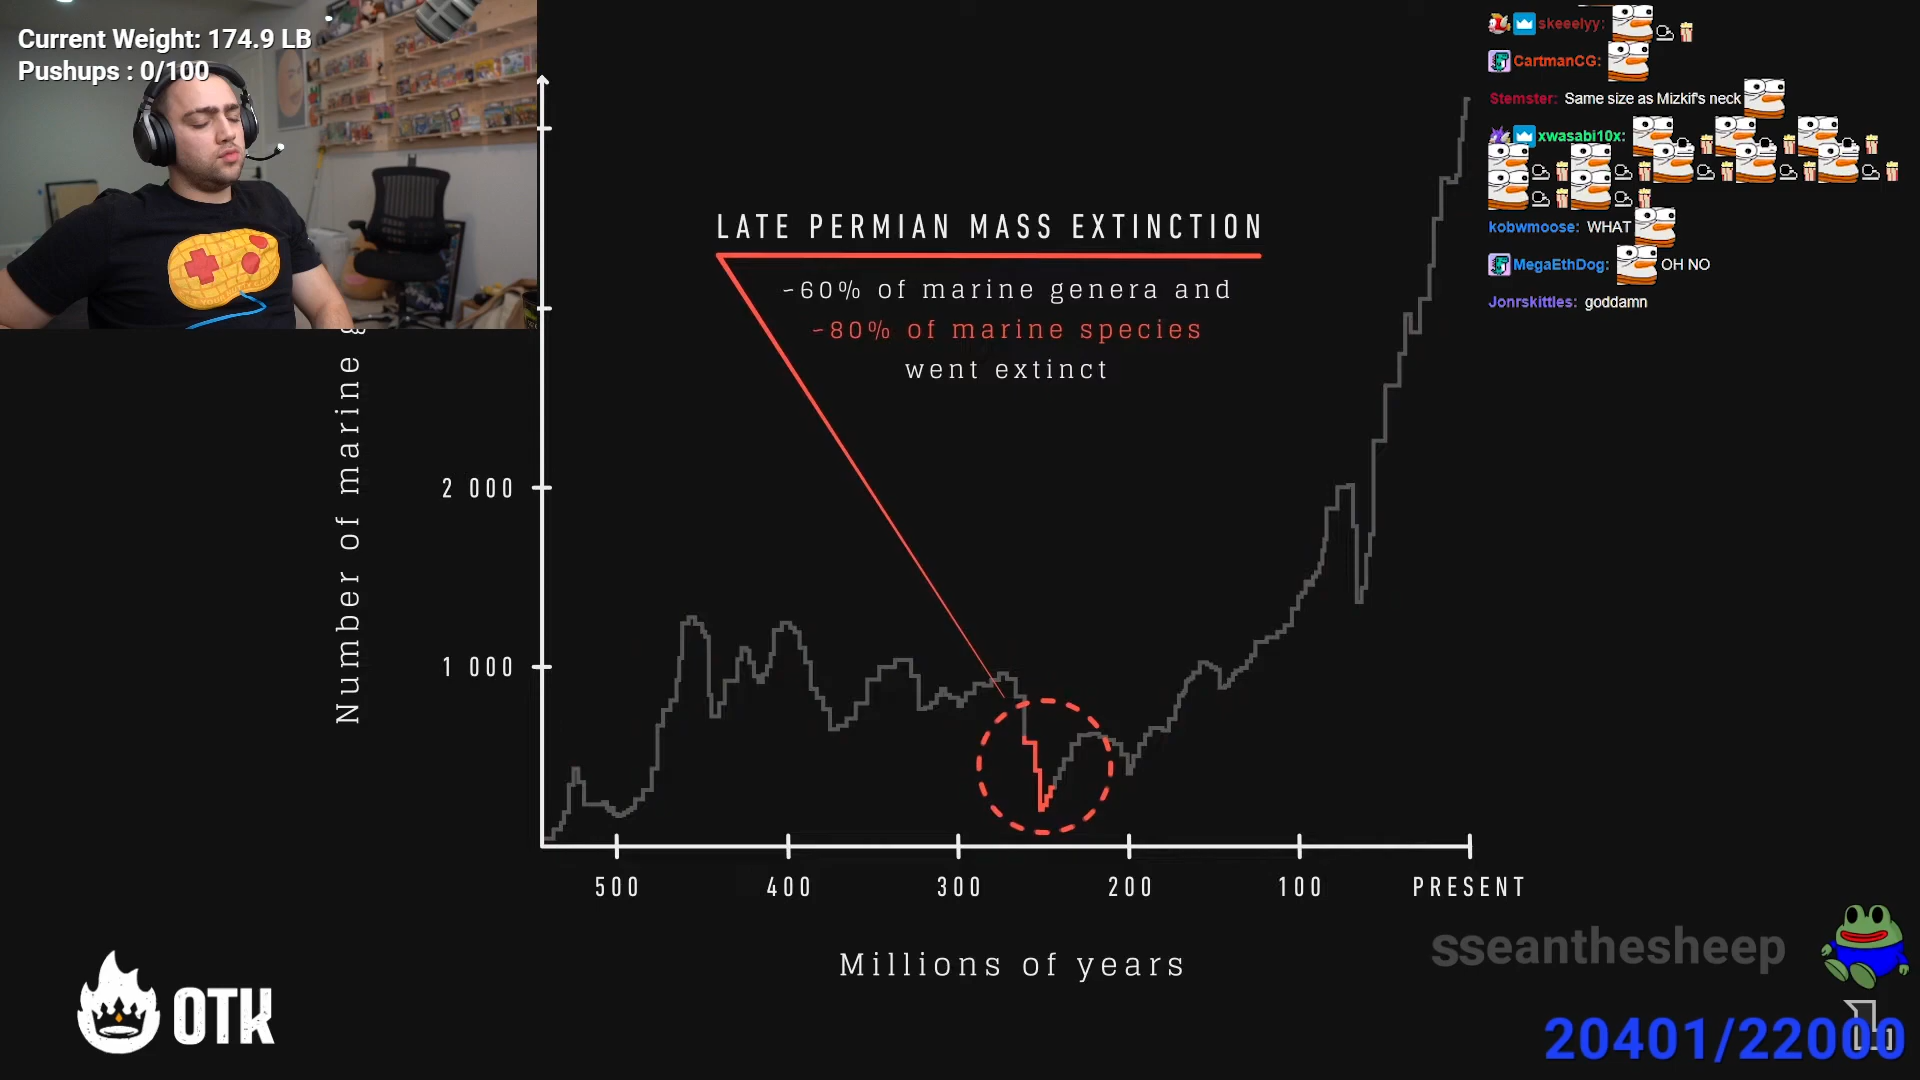 Current Weight: 174.9 LB
Pushups : 0/100
LATE PERMIAN MASS EXTINCTION
~60% of marine genera and
~80% of marine species
went extinct
Number of marine
2 000
1 000
500
400
300
200
100
PRESENT
Millions of years
skeeelyy:
CartmanCG:
Stemster: Same size as Mizkif's neck
xwasabi10x:
kobwmoose: WHAT
MegaEthDog: OH NO
Jonrskittles: goddamn
OTK
sseanthesheep
20401/22000